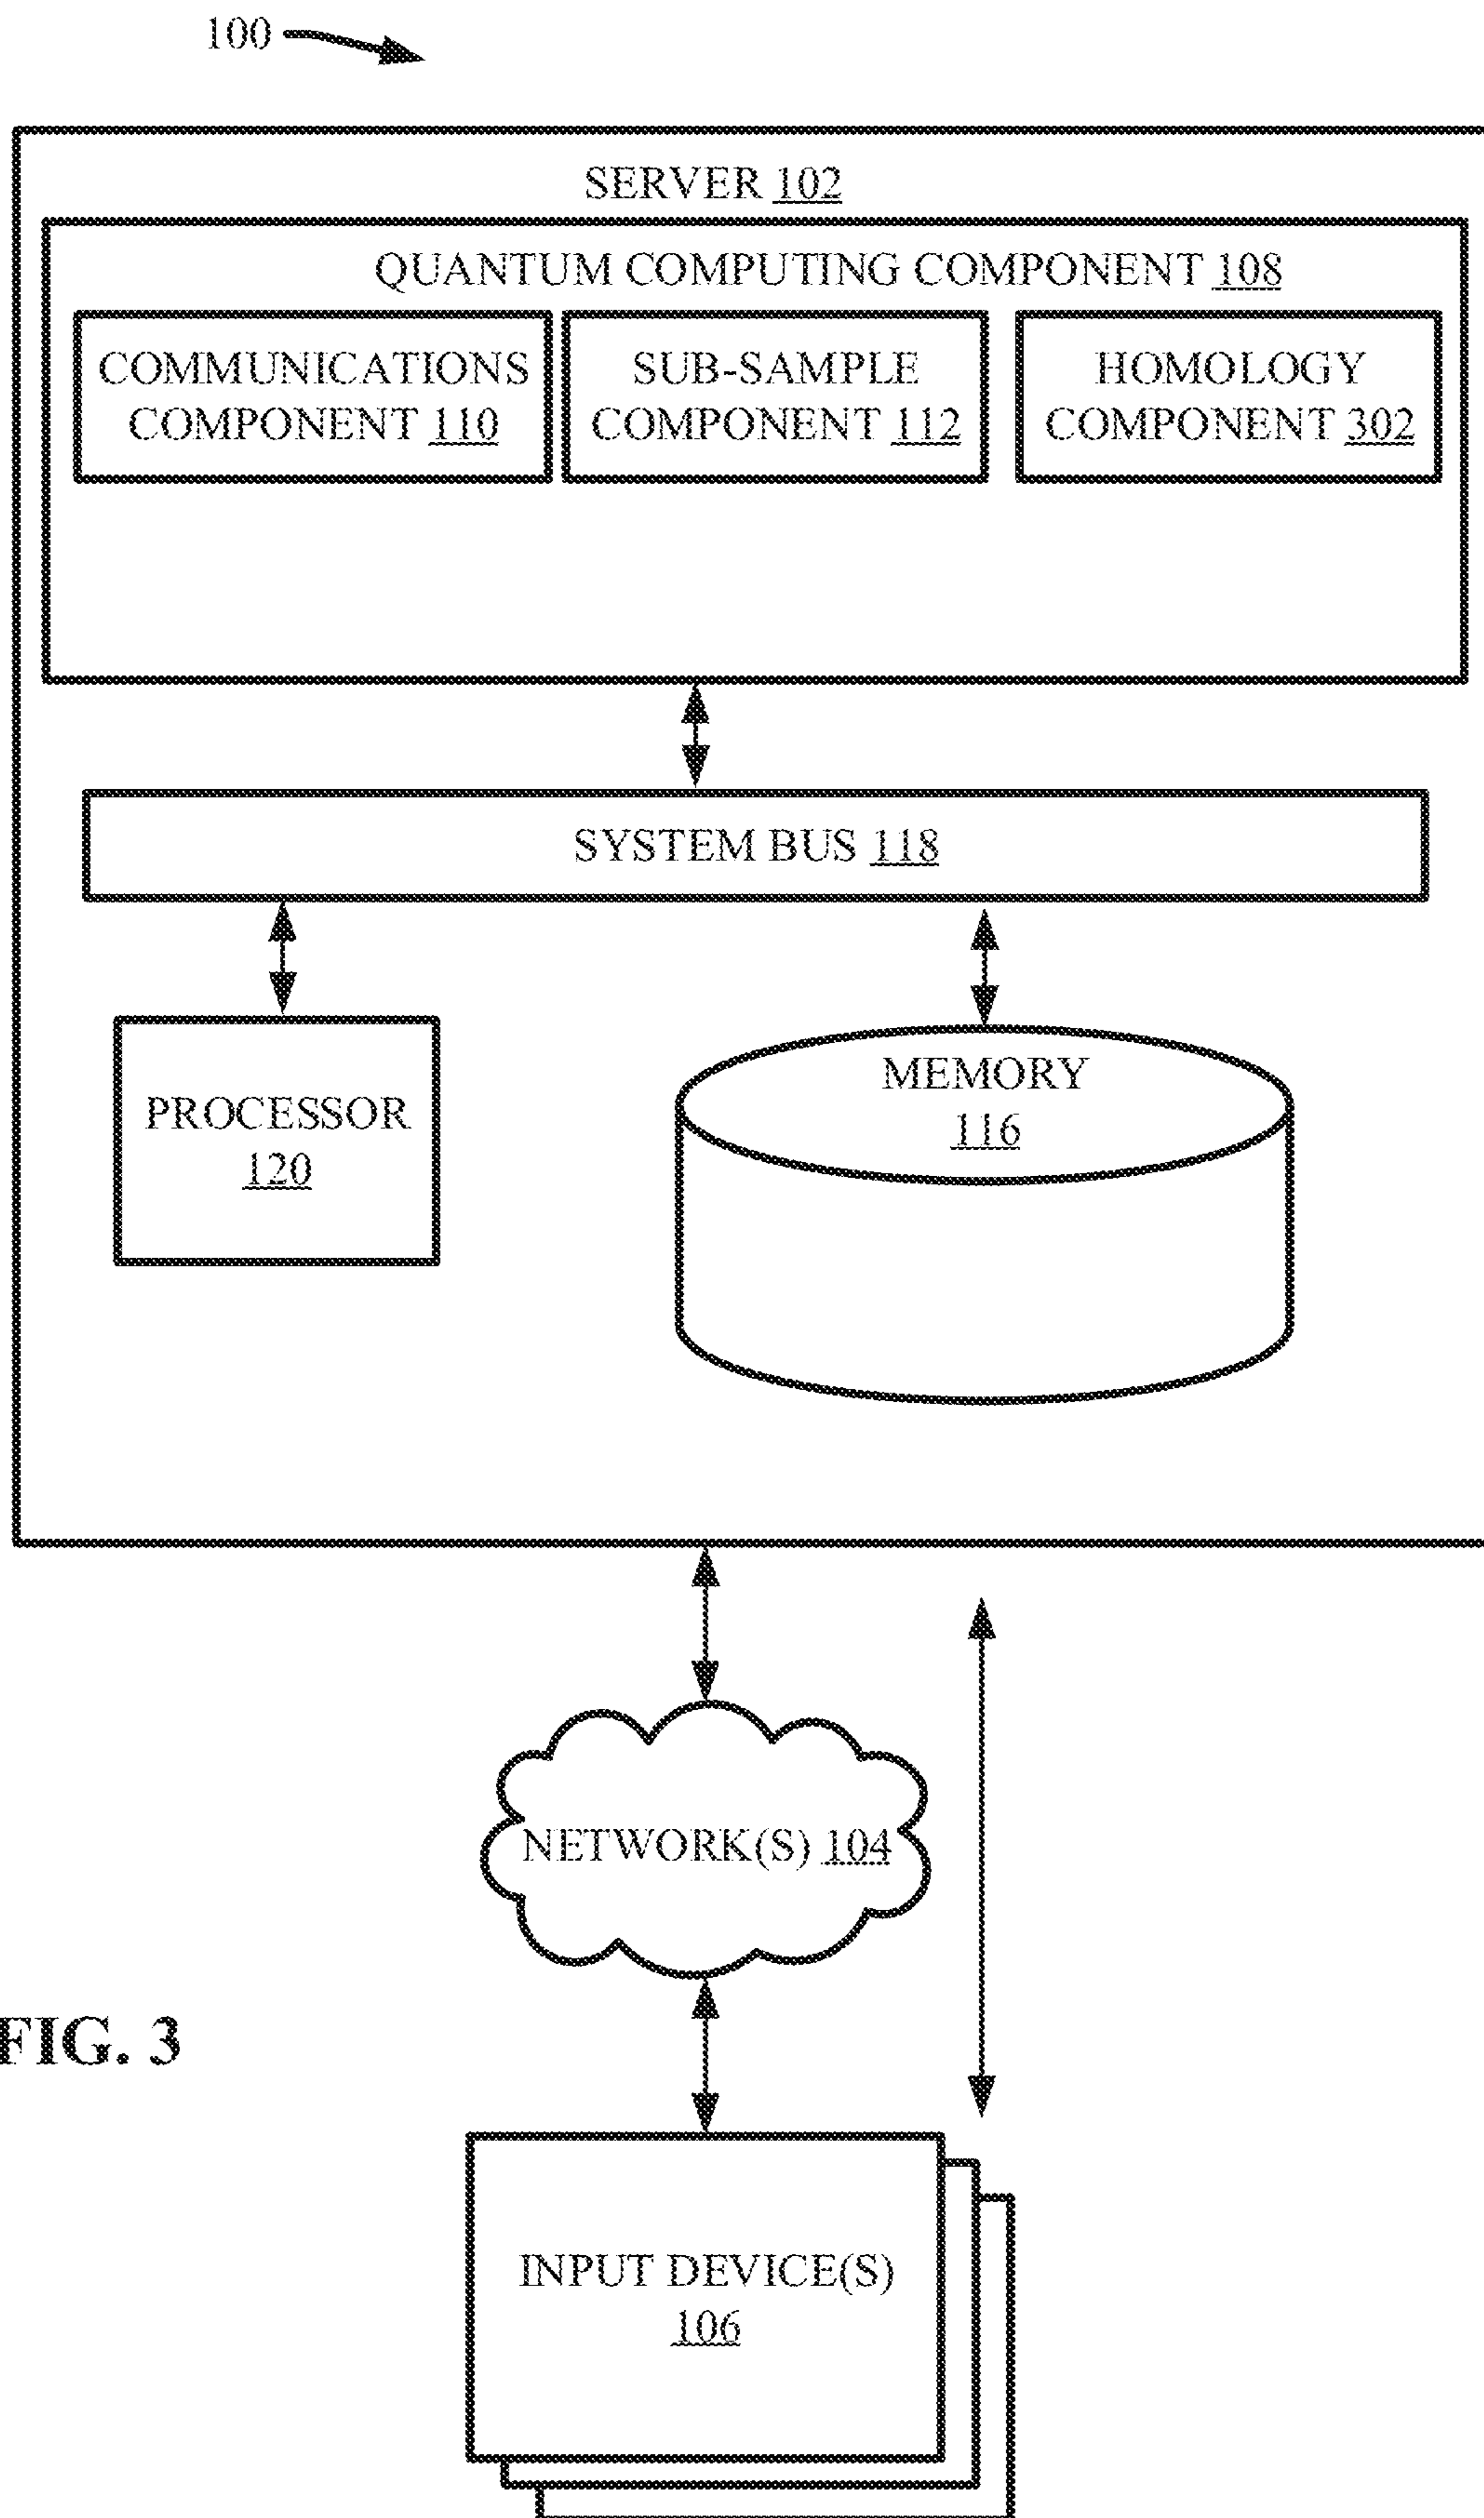 100
SERVER 102
QUANTUM COMPUTING COMPONENT 108
COMMUNICATIONS
COMPONENT 110
SUB-SAMPLE
COMPONENT 112
HOMOLOGY
COMPONENT 302
SYSTEM BUS 118
PROCESSOR
120
MEMORY
116
NETWORK(S) 104
FIG. 3
INPUT DEVICE(S)
106